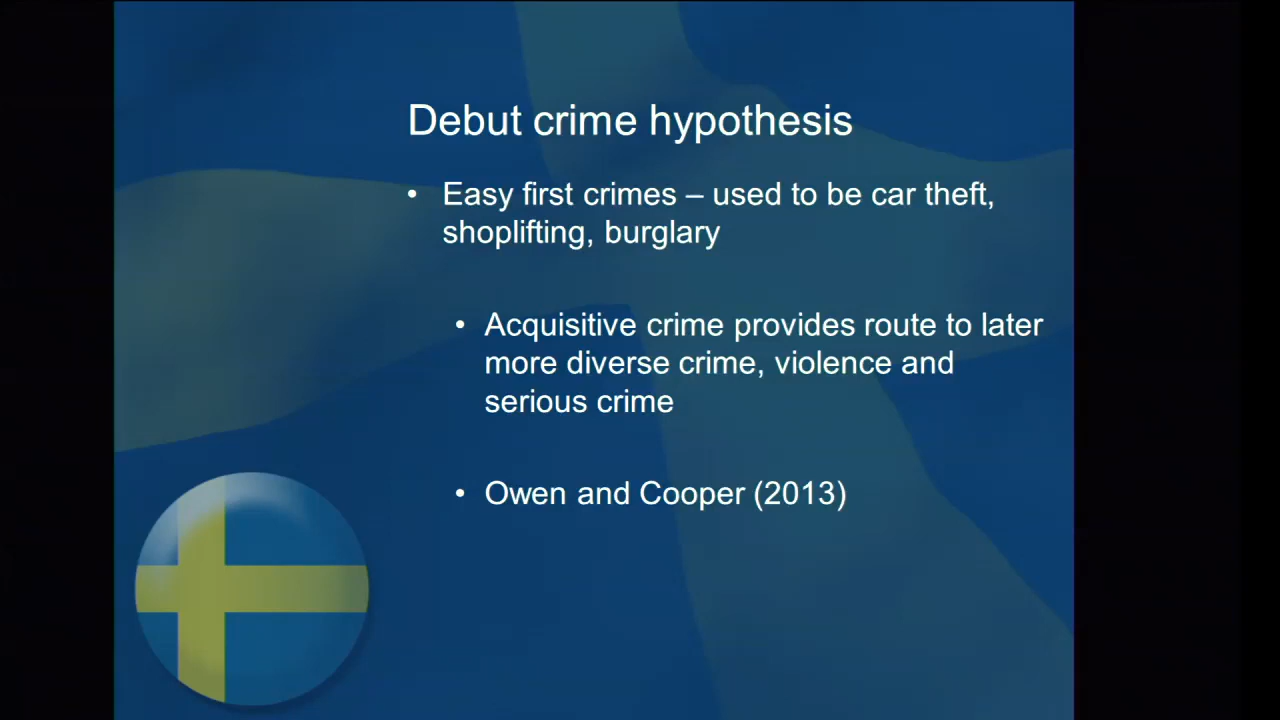 Debut crime hypothesis
• Easy first crimes – used to be car theft,
shoplifting, burglary
• Acquisitive crime provides route to later
more diverse crime, violence and
serious crime
• Owen and Cooper (2013)